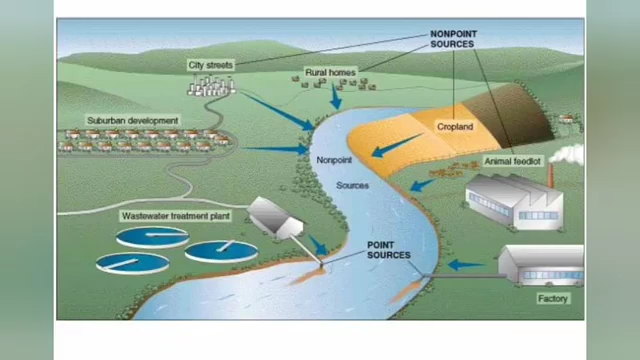 NONPOINT
SOURCES
City streets
Rural homes
Suburban development
Cropland
Nonpoint
Sources
Animal feedlot
Wastewater treatment plant
POINT
SOURCES
Factory